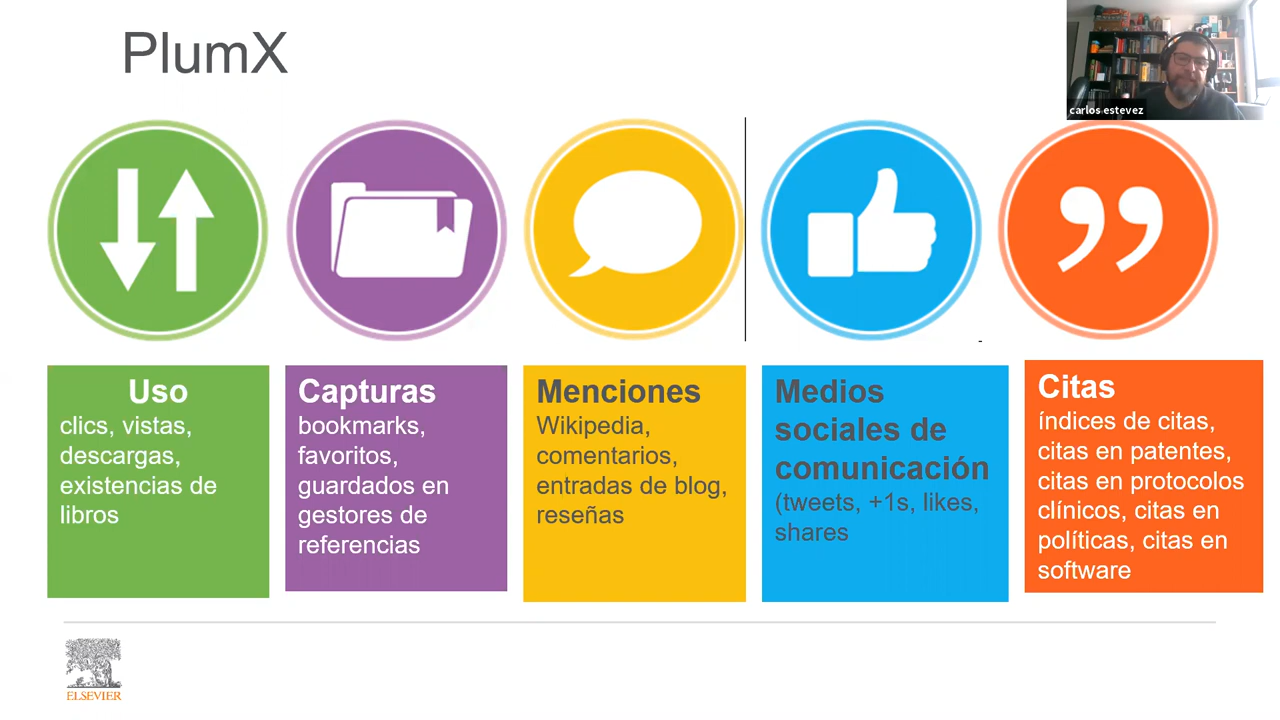 PlumX
carlos estevez
Uso
clics, vistas,
descargas,
existencias de
libros
Capturas
bookmarks,
favoritos,
guardados en
gestores de
referencias
Menciones
Wikipedia,
comentarios,
entradas de blog,
reseñas
Medios
sociales de
comunicación
(tweets, +1s, likes,
shares
Citas
índices de citas,
citas en patentes,
citas en protocolos
clínicos, citas en
políticas, citas en
software
ELSEVIER